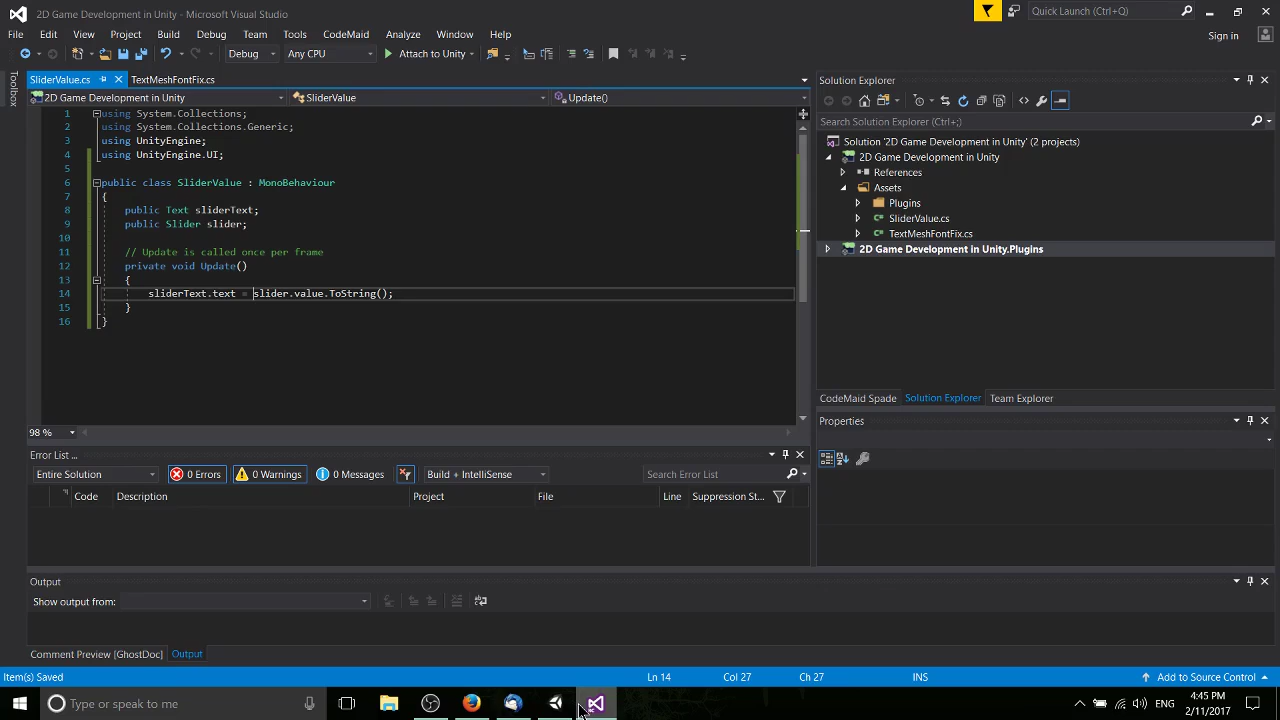 2D Game Development in Unity - Microsoft Visual Studio
Quick Launch (Ctrl+Q)
File Edit View Project Build Debug Team Tools CodeMaid Analyze Window Help
Sign in
Debug Any CPU Attach to Unity
Toolbox
SliderValue.cs TextMeshFontFix.cs
2D Game Development in Unity SliderValue Update()
1 using System.Collections;
2 using System.Collections.Generic;
3 using UnityEngine;
4 using UnityEngine.UI;
5
6 public class SliderValue : MonoBehaviour
7 {
8 public Text sliderText;
9 public Slider slider;
10
11 // Update is called once per frame
12 private void Update()
13 {
14 sliderText.text = slider.value.ToString();
15 }
16 }
98 %
Solution Explorer
Search Solution Explorer (Ctrl+;)
Solution '2D Game Development in Unity' (2 projects)
2D Game Development in Unity
References
Assets
Plugins
SliderValue.cs
TextMeshFontFix.cs
2D Game Development in Unity.Plugins
CodeMaid Spade Solution Explorer Team Explorer
Properties
Error List ...
Entire Solution 0 Errors 0 Warnings 0 Messages Build + IntelliSense Search Error List
Code Description Project File Line Suppression St...
Output
Show output from:
Comment Preview [GhostDoc] Output
Item(s) Saved Ln 14 Col 27 Ch 27 INS Add to Source Control
Type or speak to me
ENG
4:45 PM
2/11/2017